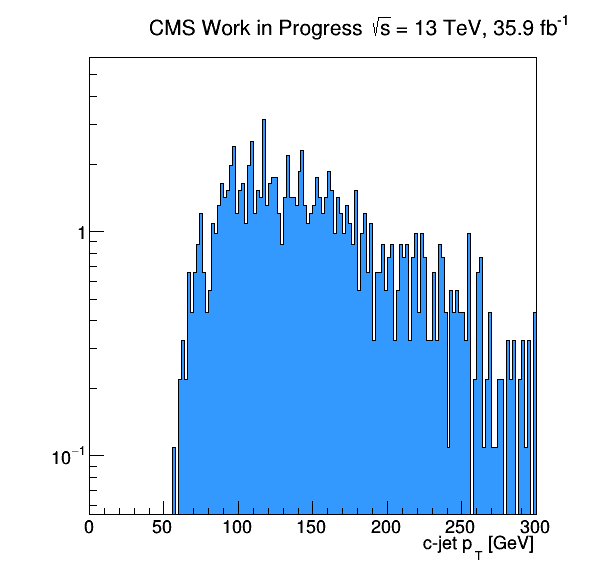 CMS Work in Progress √s = 13 TeV, 35.9 fb⁻¹
1
10⁻¹
0 50 100 150 200 250 300
c-jet p_T [GeV]